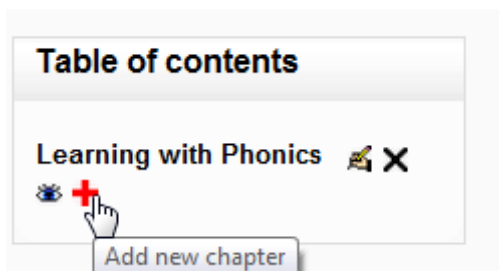 Table of contents
Learning with Phonics
Add new chapter